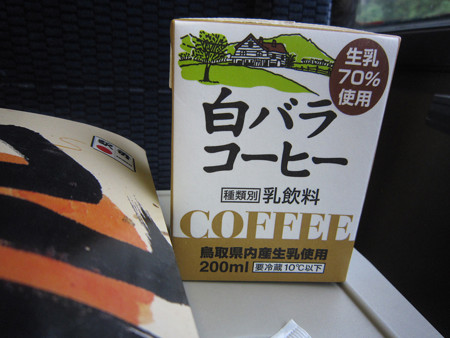 生乳
70%
使用
白バラ
コーヒー
種類別 乳飲料
COFFEE
鳥取県内産生乳使用
200ml 要冷蔵10℃以下